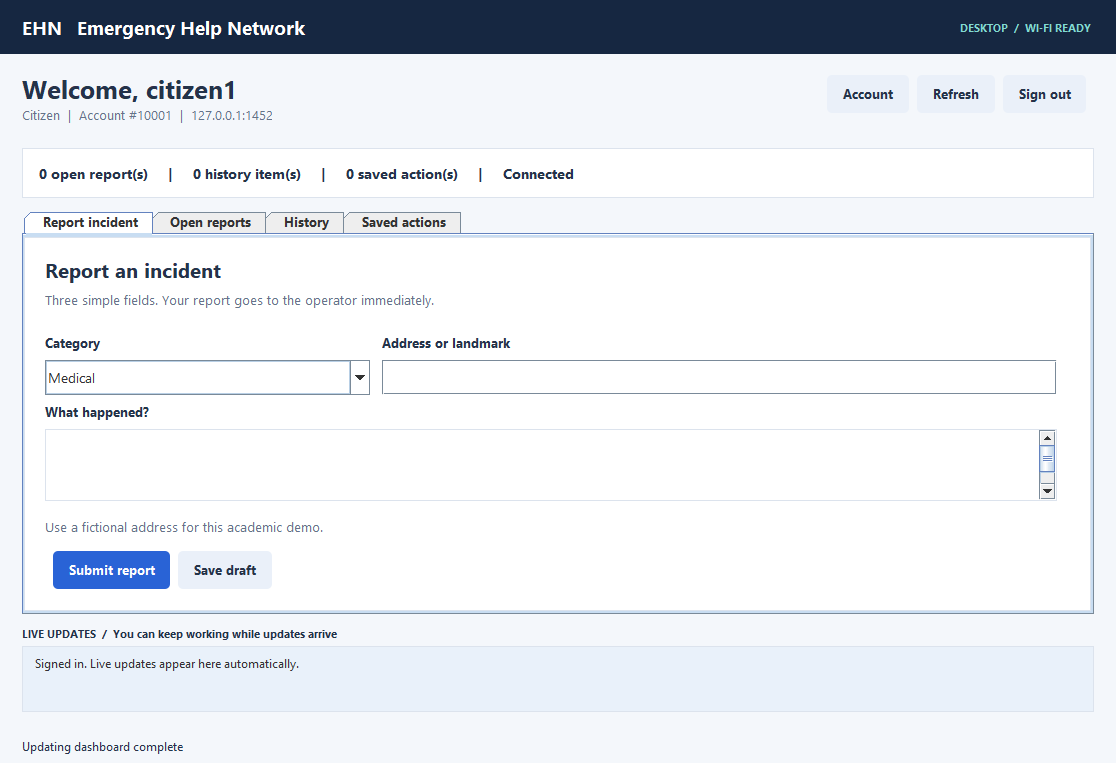 EHN Emergency Help Network
DESKTOP / WI-FI READY
Welcome, citizen1
Citizen | Account #10001 | 127.0.0.1:1452
Account Refresh Sign out
0 open report(s) | 0 history item(s) | 0 saved action(s) | Connected
Report incident Open reports History Saved actions
Report an incident
Three simple fields. Your report goes to the operator immediately.
Category Address or landmark
Medical
What happened?
Use a fictional address for this academic demo.
Submit report Save draft
LIVE UPDATES / You can keep working while updates arrive
Signed in. Live updates appear here automatically.
Updating dashboard complete